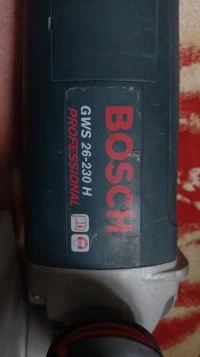 BOSCH
GWS 26-230 H
PROFESSIONAL